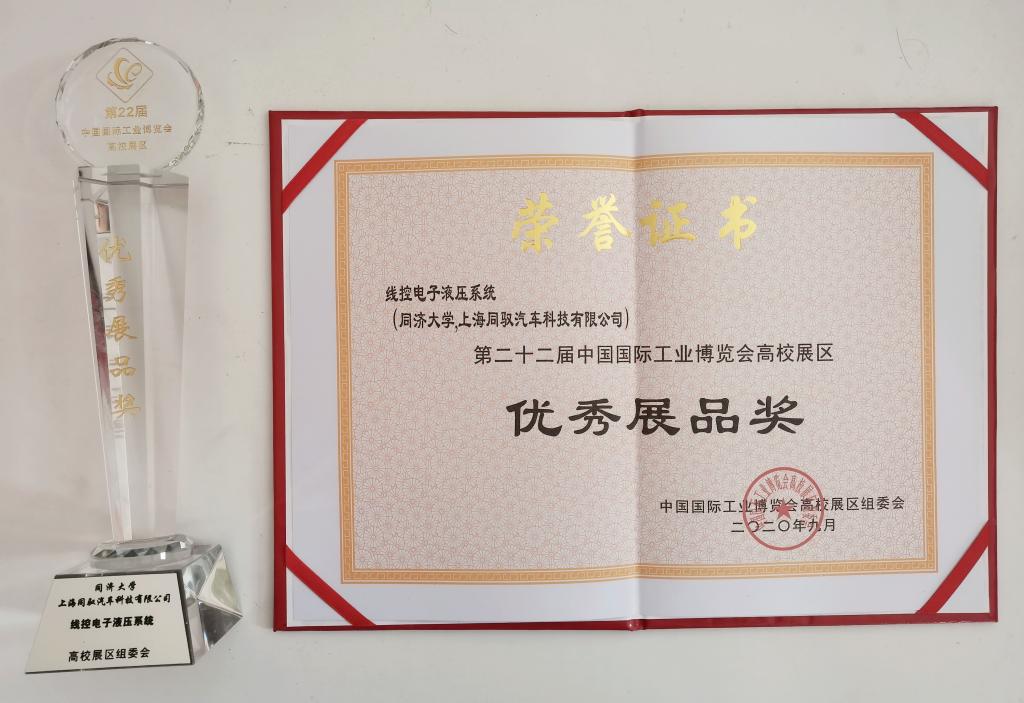 第22届
中国国际工业博览会
高校展区
优秀展品奖
同济大学
上海同驭汽车科技有限公司
线控电子液压系统
高校展区组委会
荣誉证书
线控电子液压系统
(同济大学,上海同驭汽车科技有限公司)
第二十二届中国国际工业博览会高校展区
优秀展品奖
中国国际工业博览会高校展区组委会
二〇二〇年九月